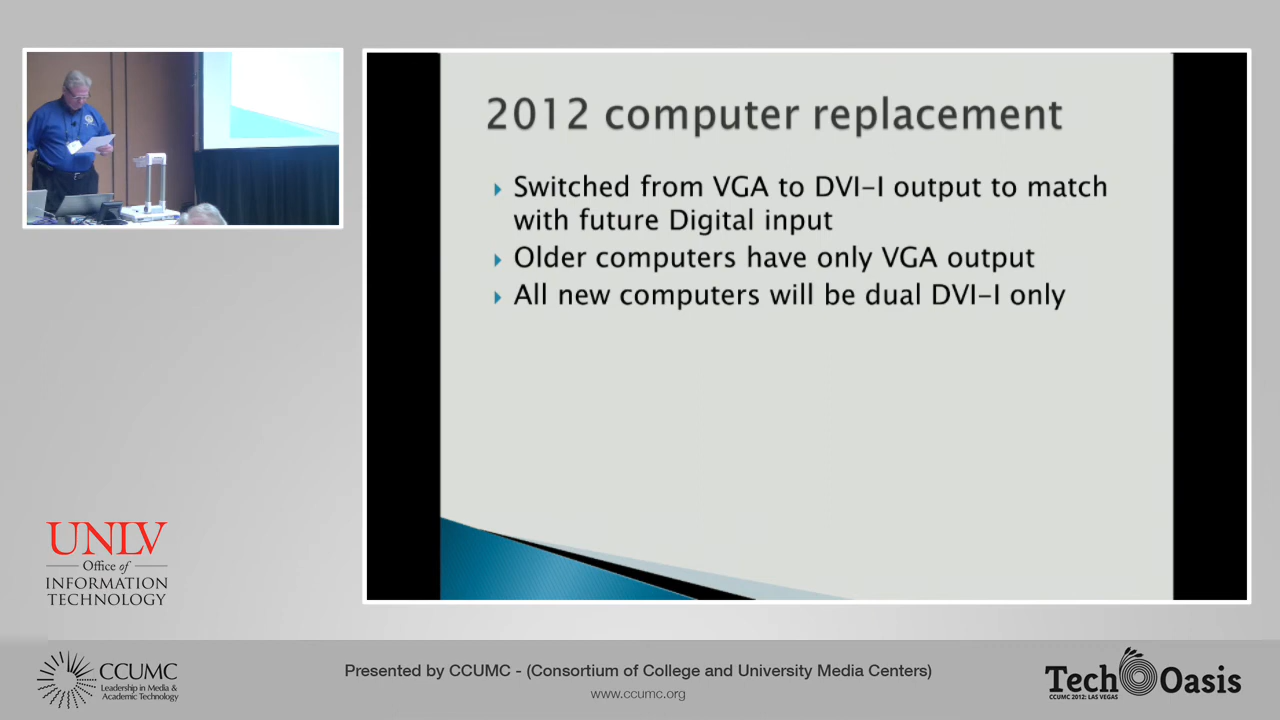 2012 computer replacement
Switched from VGA to DVI-I output to match
with future Digital input
Older computers have only VGA output
All new computers will be dual DVI-I only
UNLV
Office of
INFORMATION
TECHNOLOGY
CCUMC
Leadership in Media &
Academic Technology
Presented by CCUMC - (Consortium of College and University Media Centers)
www.ccumc.org
Tech Oasis
CCUMC 2012: LAS VEGAS